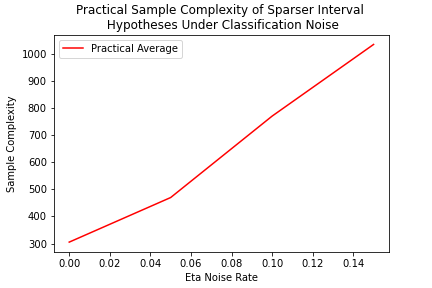 Practical Sample Complexity of Sparser Interval
Hypotheses Under Classification Noise
Practical Average
Sample Complexity
1000
900
800
700
600
500
400
300
0.00 0.02 0.04 0.06 0.08 0.10 0.12 0.14
Eta Noise Rate